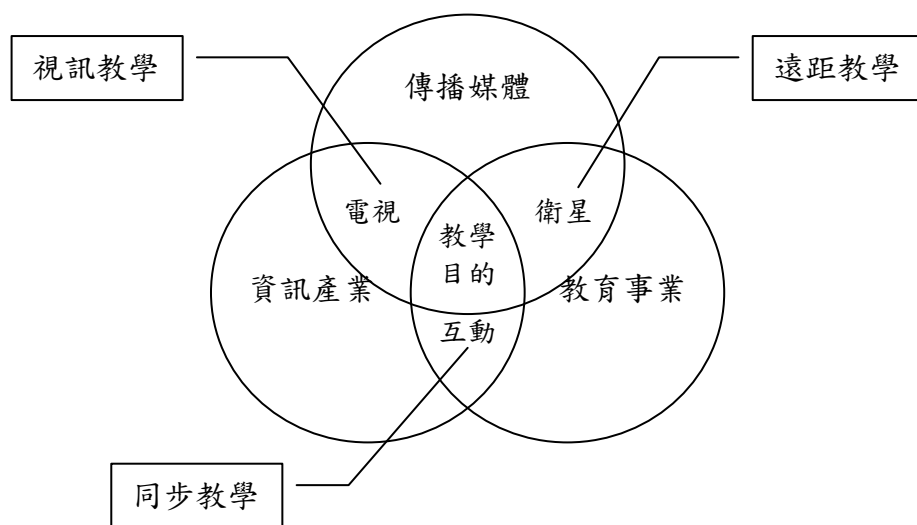 視訊教學
遠距教學
傳播媒體
電視
衛星
教學
目的
資訊產業
教育事業
互動
同步教學